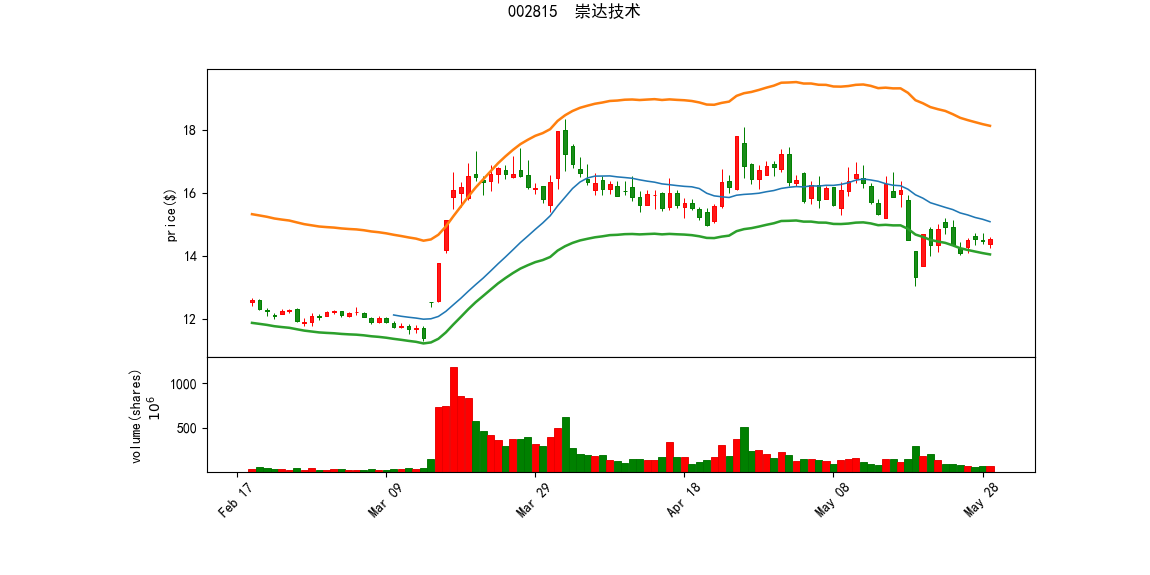 002815 崇达技术
price($)
18
16
14
12
volume(shares)
10^6
1000
500
Feb 17
Mar 09
Mar 29
Apr 18
May 08
May 28